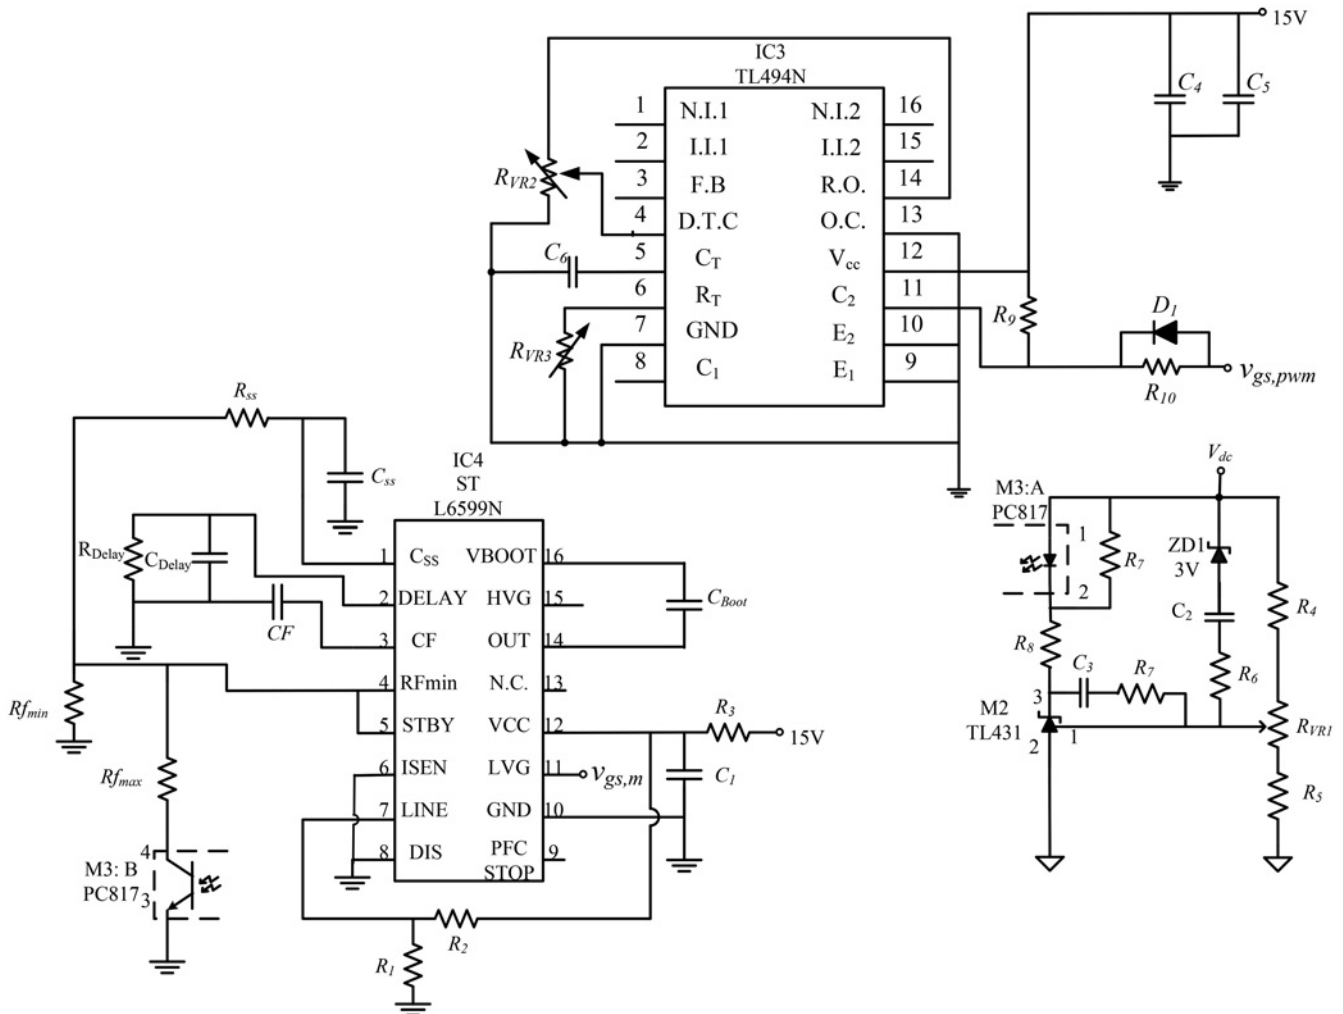 15V
C4
C5
IC3
TL494N
1 N.I.1 N.I.2 16
2 I.I.1 I.I.2 15
3 F.B R.O. 14
4 D.T.C O.C. 13
5 CT Vcc 12
6 RT C2 11
7 GND E2 10
8 C1 E1 9
RVR2
C6
RVR3
R9
D1
R10
vgs,pwm
Rss
Css
IC4
ST
L6599N
RDelay
CDelay
CF
1 CSS VBOOT 16
2 DELAY HVG 15
3 CF OUT 14
4 RFmin N.C. 13
5 STBY VCC 12
6 ISEN LVG 11
7 LINE GND 10
8 DIS PFC STOP 9
CBoot
R3
15V
vgs,m
C1
Rfmin
Rfmax
4
M3: B
PC817
3
R2
R1
Vdc
M3:A
PC817
1
2
R7
ZD1
3V
C2
R4
R8
R6
C3
R7
3
M2
TL431
2
1
RVR1
R5